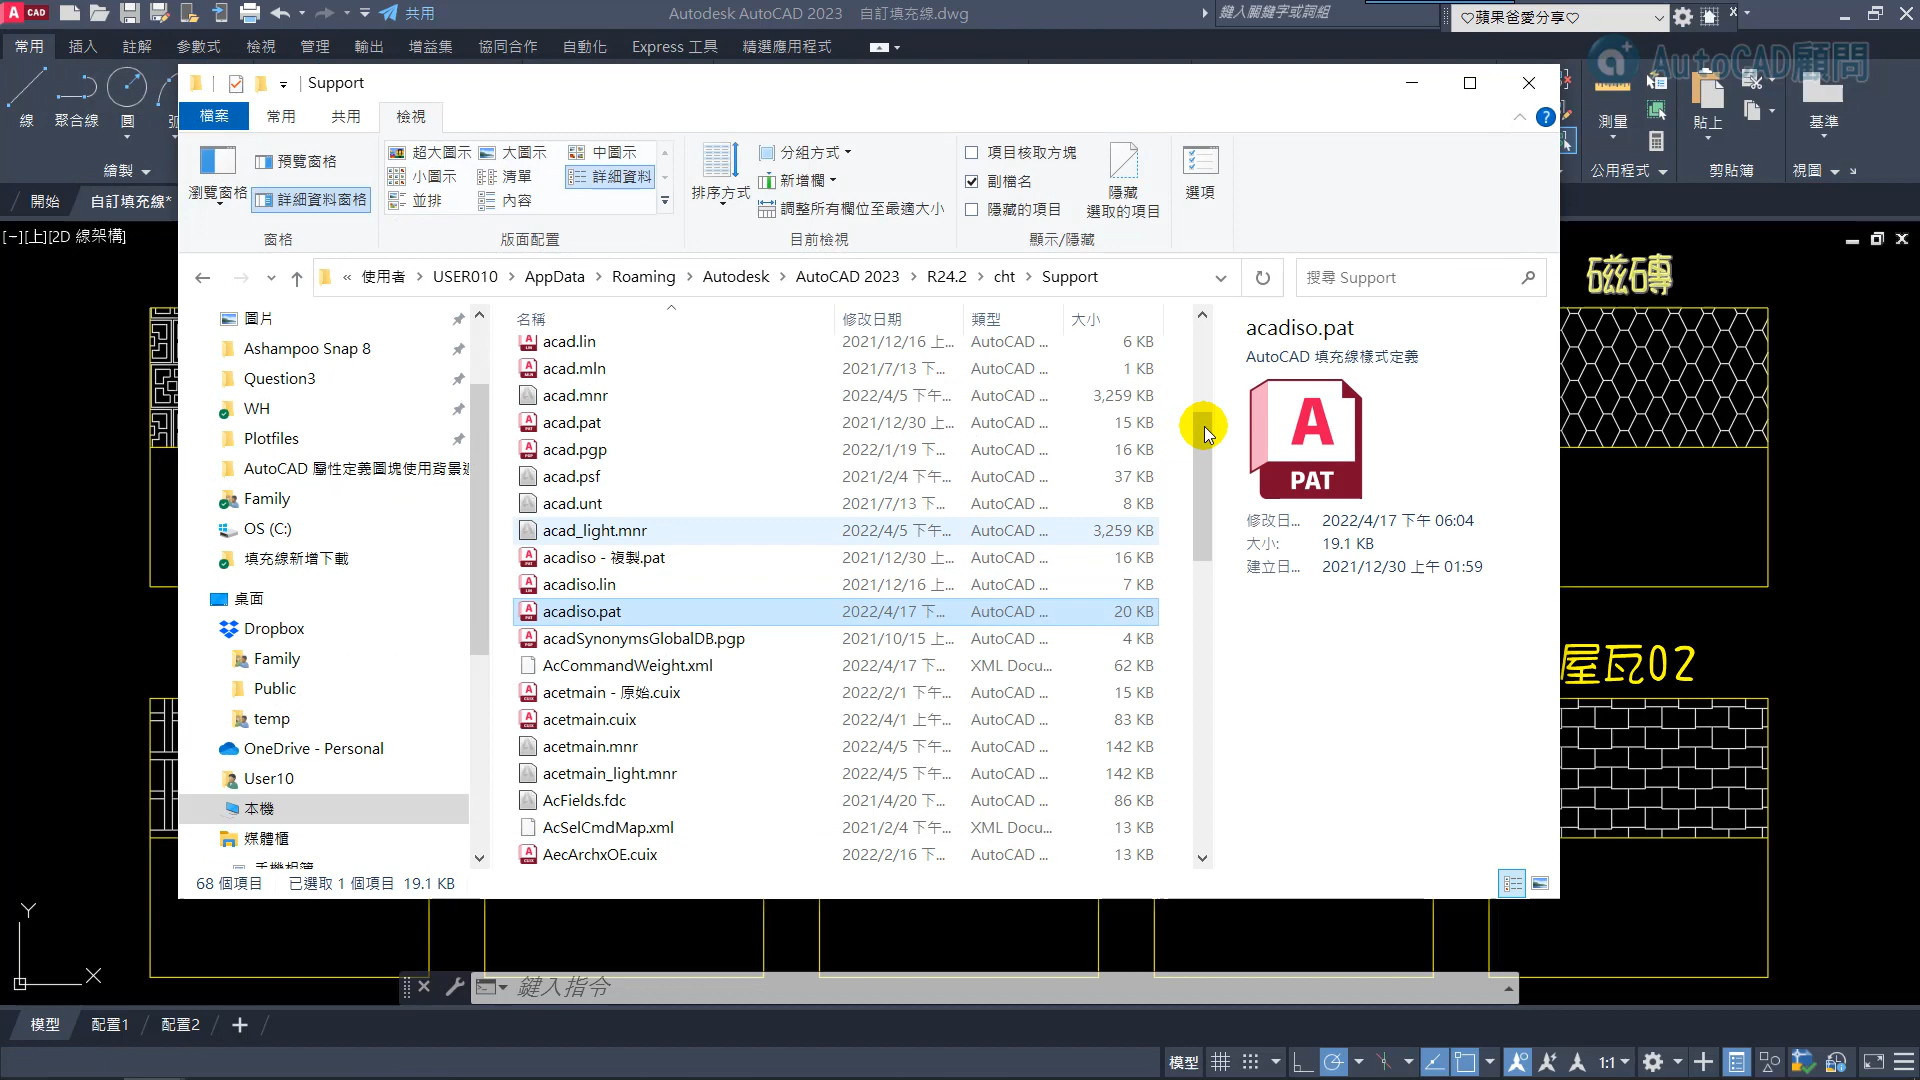 CAD
共用
Autodesk AutoCAD 2023 自訂填充線.dwg
鍵入關鍵字或詞組
♡蘋果爸愛分享♡
常用 插入 註解 參數式 檢視 管理 輸出 增益集 協同合作 自動化 Express 工具 精選應用程式
AutoCAD顧問
線 聚合線 圓 弧
繪製
測量 貼上 基準
公用程式 剪貼簿 視圖
開始 自訂填充線*
[−][上][2D 線架構]
Support
檔案 常用 共用 檢視
瀏覽窗格
預覽窗格
詳細資料窗格
窗格
超大圖示 大圖示 中圖示
小圖示 清單 詳細資料
並排 內容
版面配置
排序方式
分組方式
新增欄
調整所有欄位至最適大小
目前檢視
項目核取方塊
副檔名
隱藏的項目
隱藏
選取的項目
顯示/隱藏
選項
« 使用者 > USER010 > AppData > Roaming > Autodesk > AutoCAD 2023 > R24.2 > cht > Support
搜尋 Support
圖片
Ashampoo Snap 8
Question3
WH
Plotfiles
AutoCAD 屬性定義圖塊使用背景
Family
OS (C:)
填充線新增下載
桌面
Dropbox
Family
Public
temp
OneDrive - Personal
User10
本機
媒體櫃
名稱 修改日期 類型 大小
acad.lin 2021/12/16 上... AutoCAD ... 6 KB
acad.mln 2021/7/13 下... AutoCAD ... 1 KB
acad.mnr 2022/4/5 下午... AutoCAD ... 3,259 KB
acad.pat 2021/12/30 上... AutoCAD ... 15 KB
acad.pgp 2022/1/19 下... AutoCAD ... 16 KB
acad.psf 2021/2/4 下午... AutoCAD ... 37 KB
acad.unt 2021/7/13 下... AutoCAD ... 8 KB
acad_light.mnr 2022/4/5 下午... AutoCAD ... 3,259 KB
acadiso - 複製.pat 2021/12/30 上... AutoCAD ... 16 KB
acadiso.lin 2021/12/16 上... AutoCAD ... 7 KB
acadiso.pat 2022/4/17 下... AutoCAD ... 20 KB
acadSynonymsGlobalDB.pgp 2021/10/15 上... AutoCAD ... 4 KB
AcCommandWeight.xml 2022/4/17 下... XML Docu... 62 KB
acetmain - 原始.cuix 2022/2/1 下午... AutoCAD ... 15 KB
acetmain.cuix 2022/4/1 上午... AutoCAD ... 83 KB
acetmain.mnr 2022/4/5 下午... AutoCAD ... 142 KB
acetmain_light.mnr 2022/4/5 下午... AutoCAD ... 142 KB
AcFields.fdc 2021/4/20 下... AutoCAD ... 86 KB
AcSelCmdMap.xml 2021/2/4 下午... XML Docu... 13 KB
AecArchxOE.cuix 2022/2/16 下... AutoCAD ... 13 KB
acadiso.pat
AutoCAD 填充線樣式定義
A
PAT
修改日... 2022/4/17 下午 06:04
大小: 19.1 KB
建立日... 2021/12/30 上午 01:59
68 個項目 已選取 1 個項目 19.1 KB
磁磚
屋瓦02
Y
X
鍵入指令
模型 配置1 配置2
模型 1:1